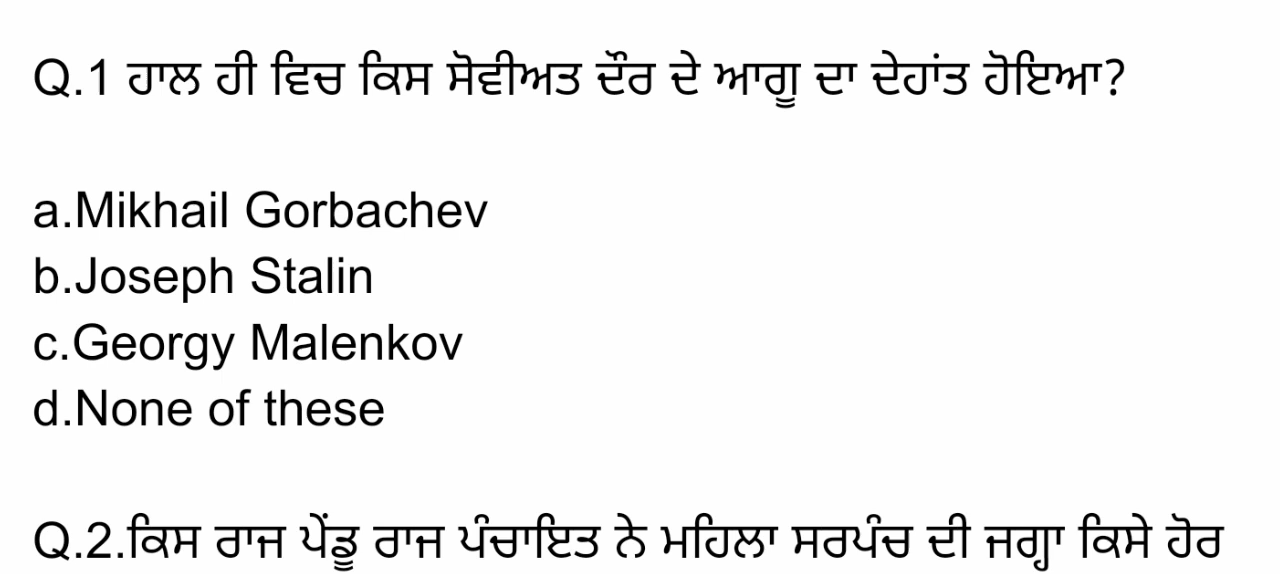 Q.1 ਹਾਲ ਹੀ ਵਿਚ ਕਿਸ ਸੋਵੀਅਤ ਦੌਰ ਦੇ ਆਗੂ ਦਾ ਦੇਹਾਂਤ ਹੋਇਆ?
a.Mikhail Gorbachev
b.Joseph Stalin
c.Georgy Malenkov
d.None of these
Q.2.ਕਿਸ ਰਾਜ ਪੇਂਡੂ ਰਾਜ ਪੰਚਾਇਤ ਨੇ ਮਹਿਲਾ ਸਰਪੰਚ ਦੀ ਜਗ੍ਹਾ ਕਿਸੇ ਹੋਰ